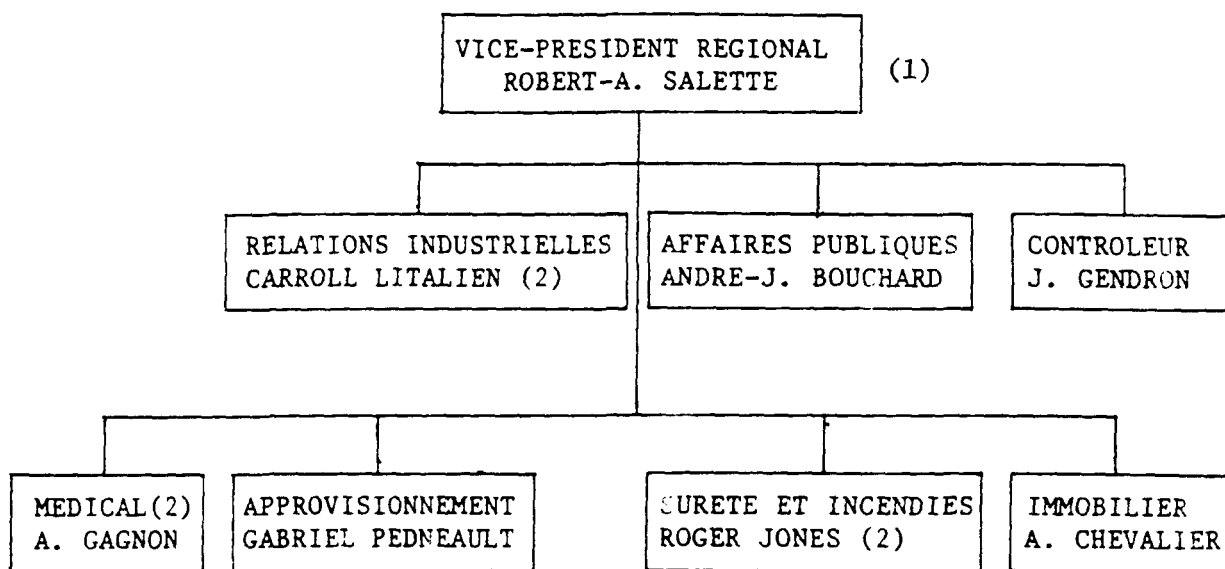 VICE-PRESIDENT REGIONAL
ROBERT-A. SALETTE
(1)
RELATIONS INDUSTRIELLES
CARROLL LITALIEN (2)
AFFAIRES PUBLIQUES
ANDRE-J. BOUCHARD
CONTROLEUR
J. GENDRON
MEDICAL(2)
A. GAGNON
APPROVISIONNEMENT
GABRIEL PEDNEAULT
SURETE ET INCENDIES
ROGER JONES (2)
IMMOBILIER
A. CHEVALIER